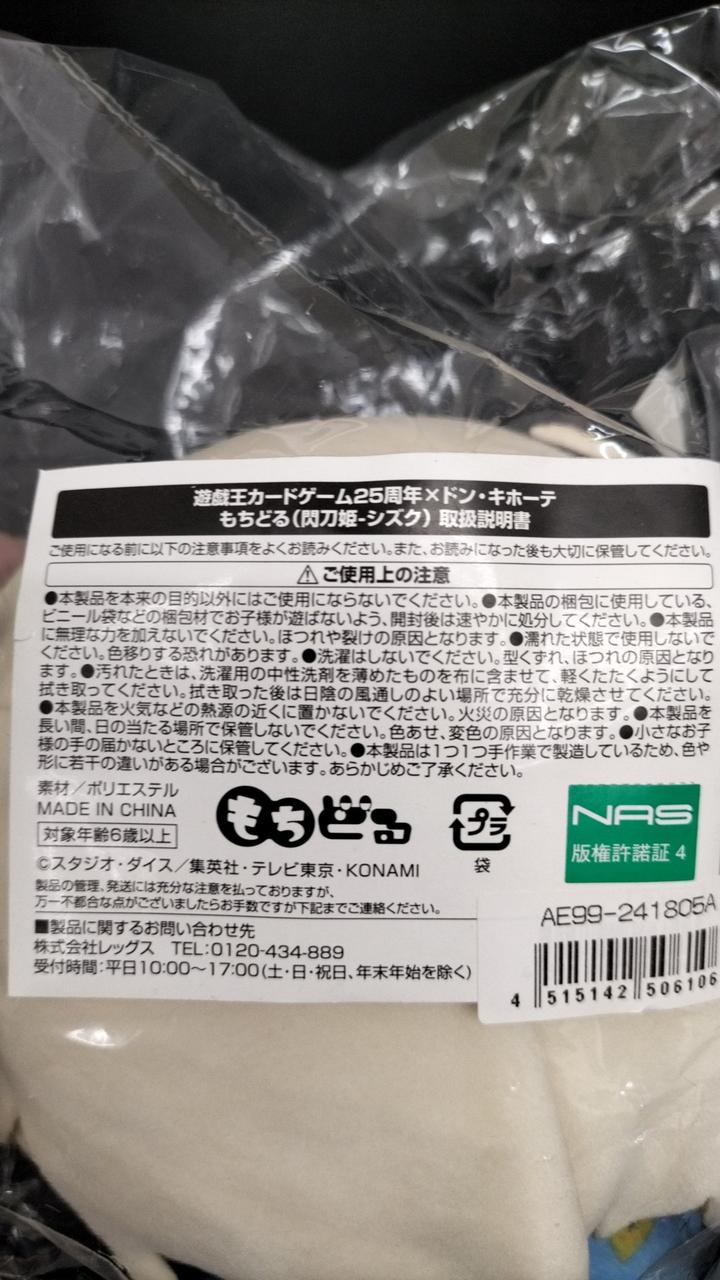 遊戯王カードゲーム25周年×ドン・キホーテ
もちどる(閃刀姫-シズク) 取扱説明書
ご使用になる前に以下の注意事項をよくお読みください。また、お読みになった後も大切に保管してください。
⚠ご使用上の注意
●本製品を本来の目的以外にはご使用にならないでください。●本製品の梱包に使用している、
ビニール袋などの梱包材でお子様が遊ばないよう、開封後は速やかに処分してください。●本製品
に無理な力を加えないでください。ほつれや裂けの原因となります。●濡れた状態で使用しないで
ください。色移りする恐れがあります。●洗濯はしないでください。型くずれ、ほつれの原因となり
ます。●汚れたときは、洗濯用の中性洗剤を薄めたものを布に含ませて、軽くたたくようにして
拭き取ってください。拭き取った後は日陰の風通しのよい場所で充分に乾燥させてください。
●本製品を火気などの熱源の近くに置かないでください。火災の原因となります。●本製品を
長い間、日の当たる場所で保管しないでください。色あせ、変色の原因となります。●小さなお子
様の手の届かないところに保管してください。●本製品は1つ1つ手作業で製造しているため、色や
形に若干の違いがある場合がございます。あらかじめご了承ください。
素材/ポリエステル
MADE IN CHINA
対象年齢6歳以上
もちどる
プラ
袋
NAS
版権許諾証 4
©スタジオ・ダイス/集英社・テレビ東京・KONAMI
製品の管理、発送には充分な注意を払っておりますが、
万一不都合な点がございましたらお手数ですが下記までご連絡ください。
■製品に関するお問い合わせ先
株式会社レッグス TEL:0120-434-889
受付時間:平日10:00～17:00(土・日・祝日、年末年始を除く)
AE99-241805A
4 515142 506106